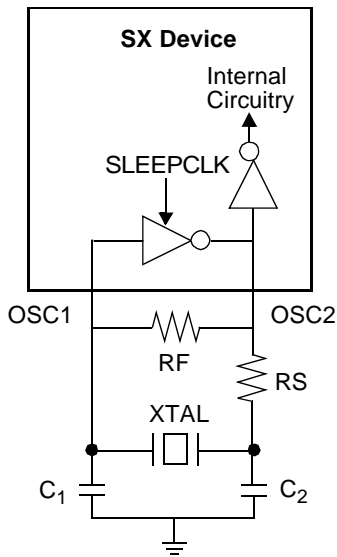 SX Device
Internal
Circuitry
SLEEPCLK
OSC1
OSC2
RF
RS
XTAL
C1
C2